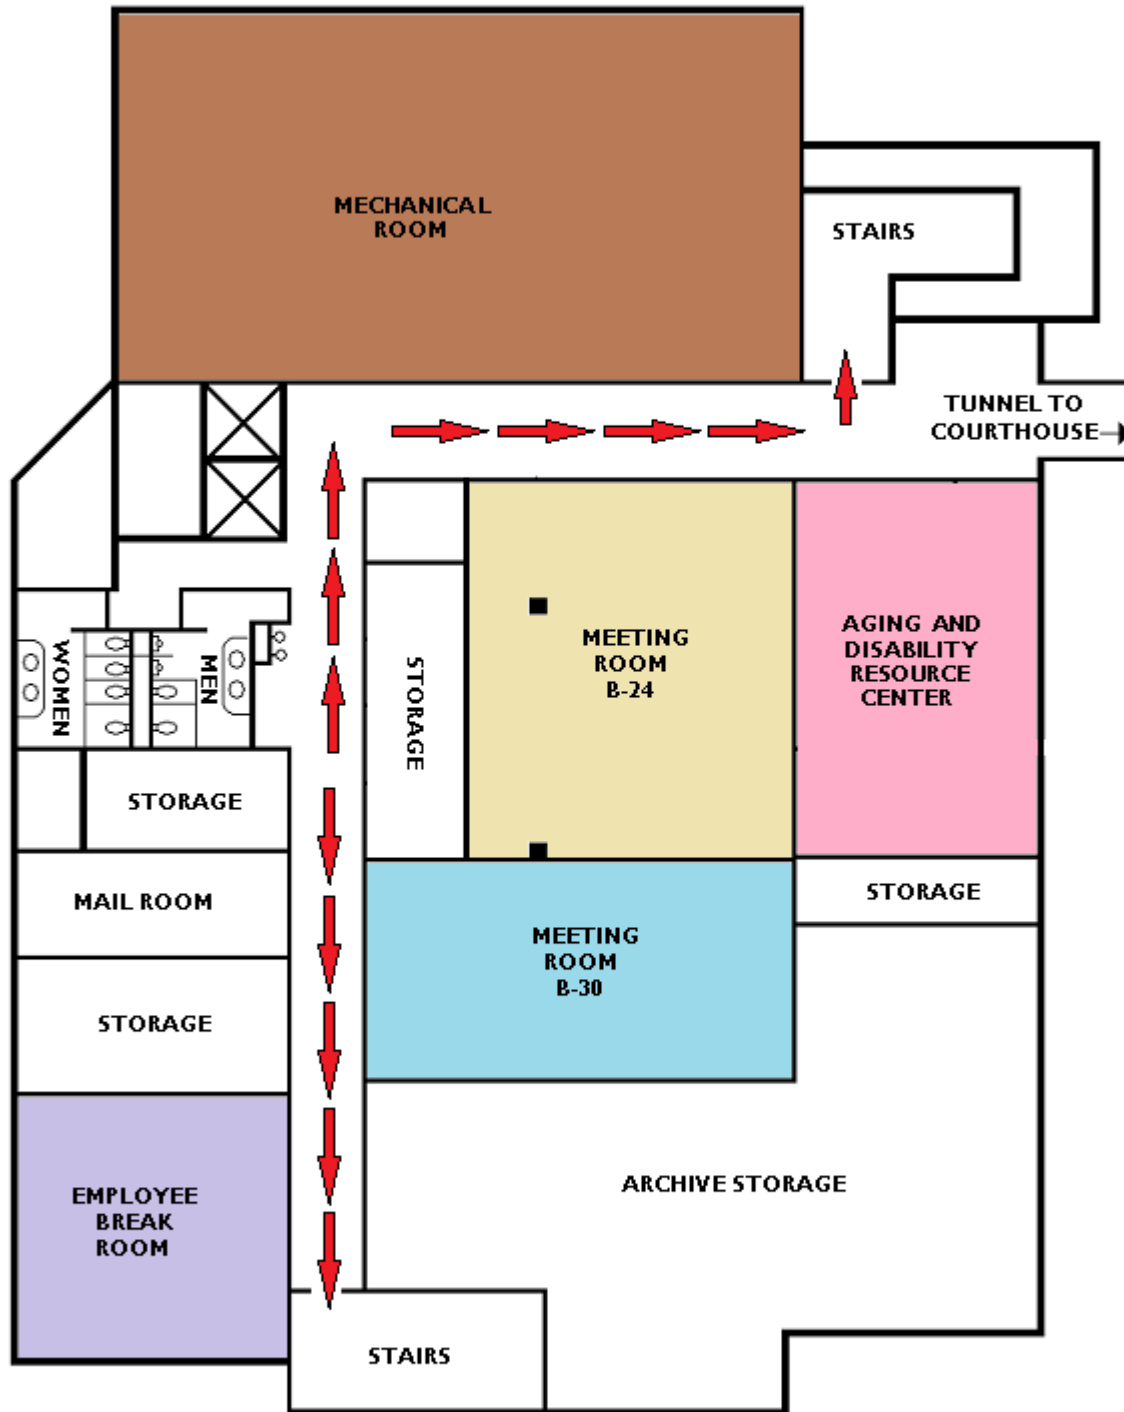 MECHANICAL
ROOM
STAIRS
TUNNEL TO
COURTHOUSE
WOMEN
MEN
STORAGE
MEETING
ROOM
B-24
AGING AND
DISABILITY
RESOURCE
CENTER
STORAGE
MAIL ROOM
STORAGE
MEETING
ROOM
B-30
STORAGE
EMPLOYEE
BREAK
ROOM
ARCHIVE STORAGE
STAIRS